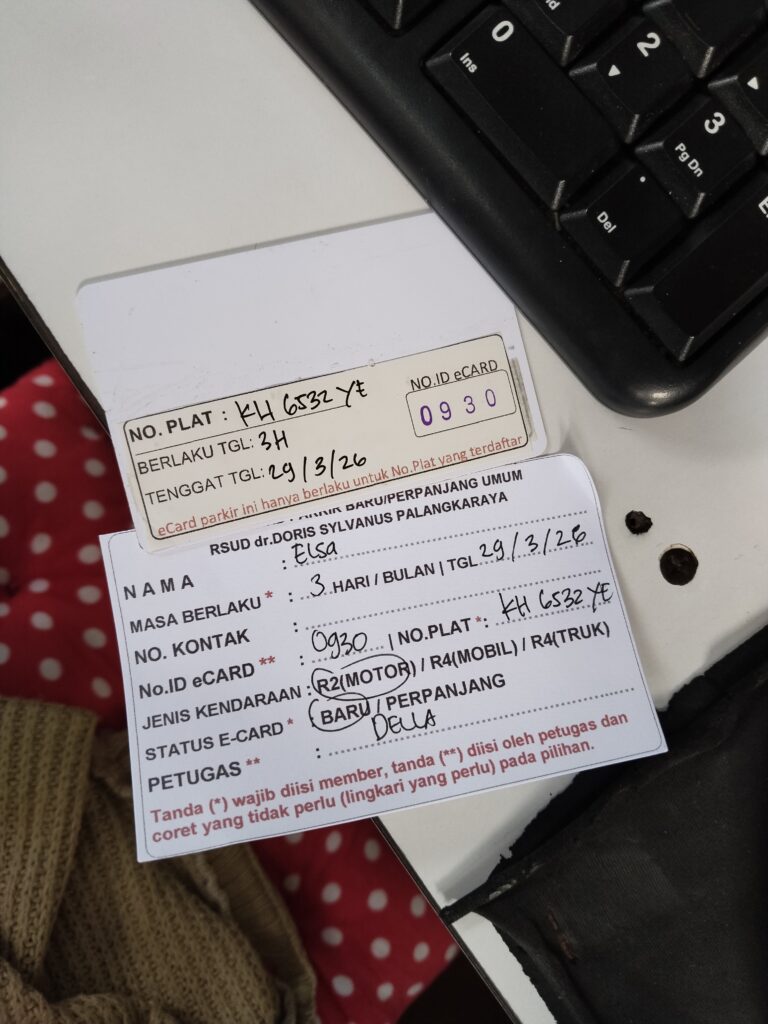 0
Ins
2
3
Pg Dn
.
Del
NO. PLAT : KH 6532 YE
NO.ID eCARD
0930
BERLAKU TGL: 3H
TENGGAT TGL: 29/3/26
eCard parkir ini hanya berlaku untuk No.Plat yang terdaftar
PARKIR BARU/PERPANJANG UMUM
RSUD dr.DORIS SYLVANUS PALANGKARAYA
NAMA : Elsa
MASA BERLAKU * : 3 HARI / BULAN | TGL 29/3/26
NO. KONTAK :
No.ID eCARD ** : 0930 | NO.PLAT *: KH 6532 YE
JENIS KENDARAAN : R2(MOTOR) / R4(MOBIL) / R4(TRUK)
STATUS E-CARD * : BARU / PERPANJANG
PETUGAS ** : DELLA
Tanda (*) wajib diisi member, tanda (**) diisi oleh petugas dan
coret yang tidak perlu (lingkari yang perlu) pada pilihan.